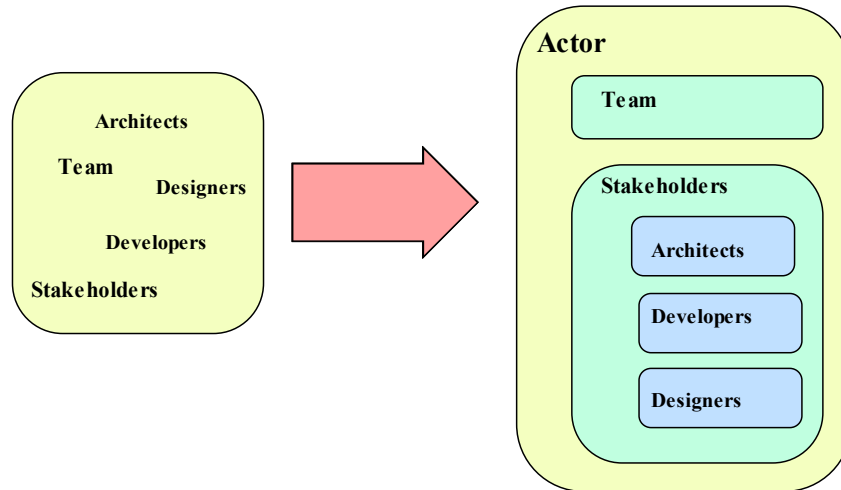 Architects
Team
Designers
Developers
Stakeholders
Actor
Team
Stakeholders
Architects
Developers
Designers